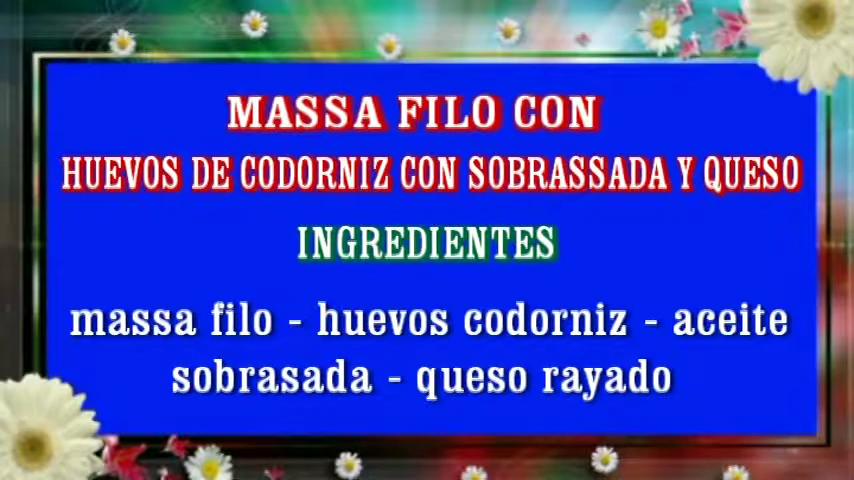 MASSA FILO CON
HUEVOS DE CODORNIZ CON SOBRASSADA Y QUESO
INGREDIENTES
massa filo - huevos codorniz - aceite
sobrasada - queso rayado